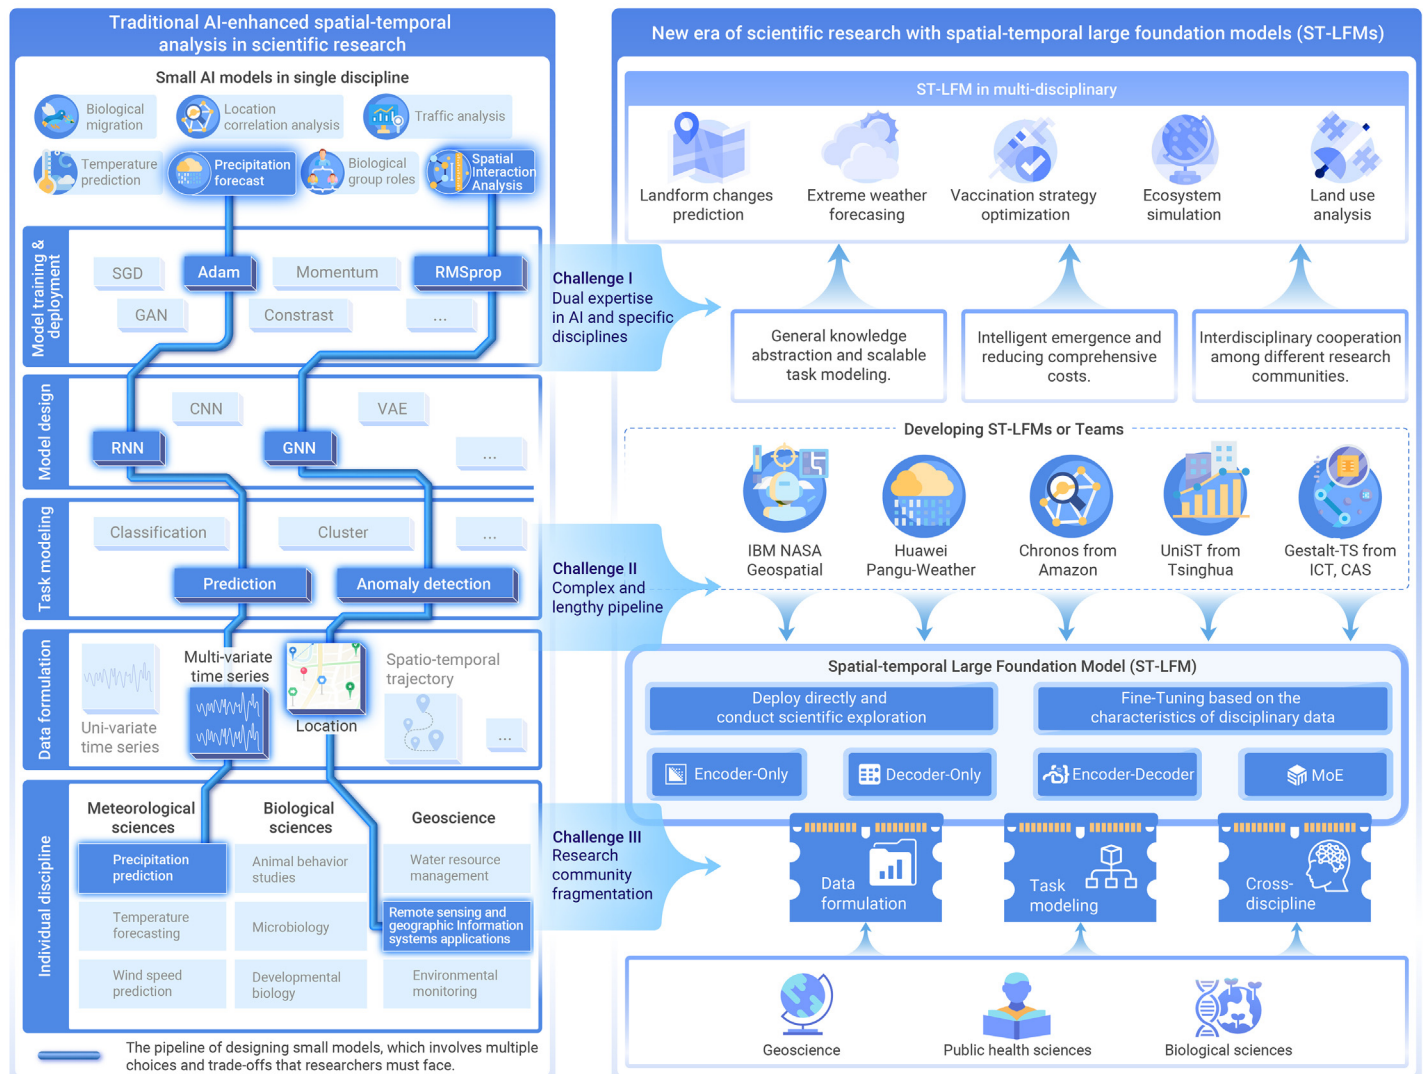 Traditional AI-enhanced spatial-temporal
analysis in scientific research
Small AI models in single discipline
Biological
migration
Location
correlation analysis
Traffic analysis
Temperature
prediction
Precipitation
forecast
Biological
group roles
Spatial
Interaction
Analysis
Model training &
deployment
SGD
Adam
Momentum
RMSprop
GAN
Constrast
...
Model design
CNN
VAE
RNN
GNN
...
Task modeling
Classification
Cluster
...
Prediction
Anomaly detection
Data formulation
Uni-variate
time series
Multi-variate
time series
Location
Spatio-temporal
trajectory
...
Individual discipline
Meteorological
sciences
Precipitation
prediction
Temperature
forecasting
Wind speed
prediction
Biological
sciences
Animal behavior
studies
Microbiology
Developmental
biology
Geoscience
Water resource
management
Remote sensing and
geographic Information
systems applications
Environmental
monitoring
The pipeline of designing small models, which involves multiple
choices and trade-offs that researchers must face.
Challenge I
Dual expertise
in AI and specific
disciplines
Challenge II
Complex and
lengthy pipeline
Challenge III
Research
community
fragmentation
New era of scientific research with spatial-temporal large foundation models (ST-LFMs)
ST-LFM in multi-disciplinary
Landform changes
prediction
Extreme weather
forecasing
Vaccination strategy
optimization
Ecosystem
simulation
Land use
analysis
General knowledge
abstraction and scalable
task modeling.
Intelligent emergence and
reducing comprehensive
costs.
Interdisciplinary cooperation
among different research
communities.
Developing ST-LFMs or Teams
IBM NASA
Geospatial
Huawei
Pangu-Weather
Chronos from
Amazon
UniST from
Tsinghua
Gestalt-TS from
ICT, CAS
Spatial-temporal Large Foundation Model (ST-LFM)
Deploy directly and
conduct scientific exploration
Fine-Tuning based on the
characteristics of disciplinary data
Encoder-Only
Decoder-Only
Encoder-Decoder
MoE
Data
formulation
Task
modeling
Cross-
discipline
Geoscience
Public health sciences
Biological sciences